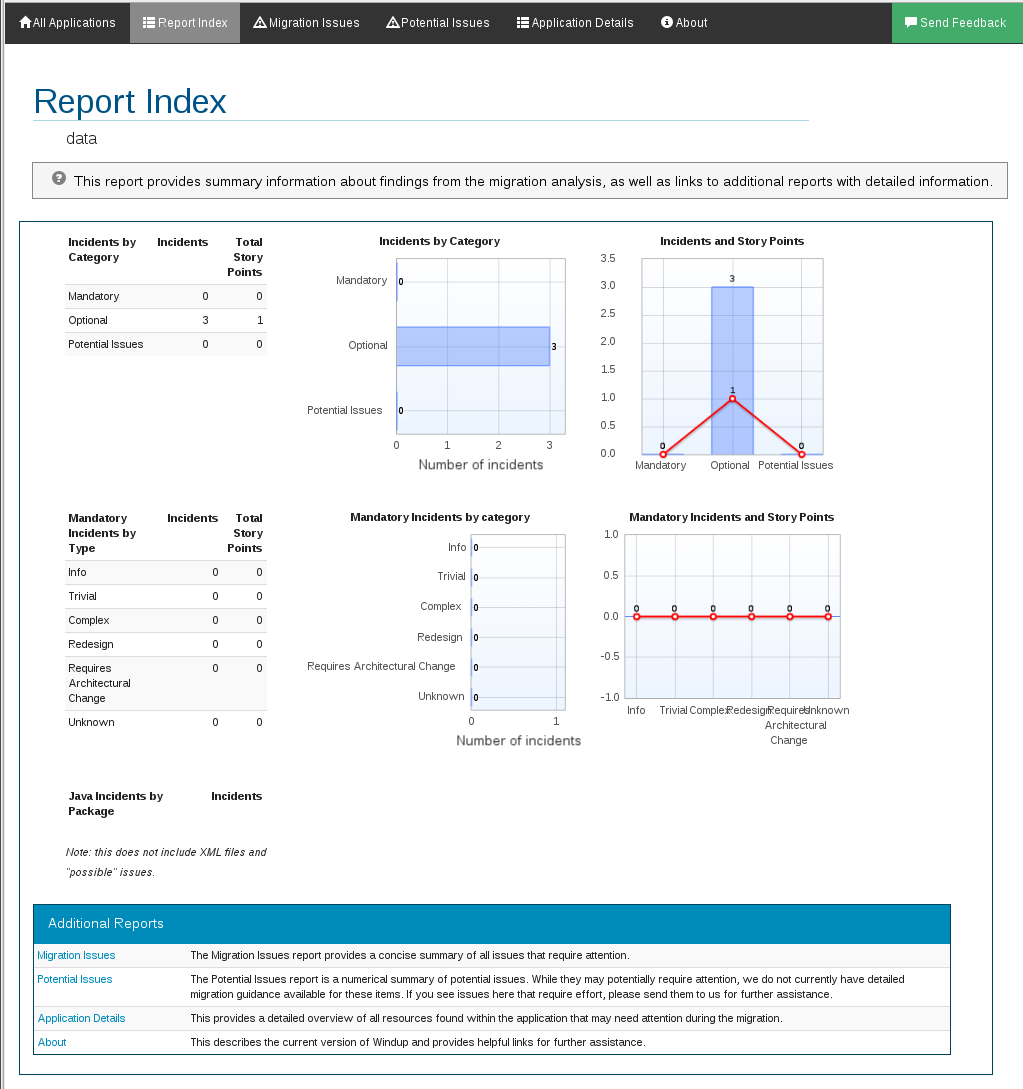 All Applications Report Index Migration Issues Potential Issues Application Details About Send Feedback
Report Index
data
This report provides summary information about findings from the migration analysis, as well as links to additional reports with detailed information.
Incidents by Category Incidents Total Story Points
Mandatory 0 0
Optional 3 1
Potential Issues 0 0
Incidents by Category
Mandatory 0
Optional 3
Potential Issues 0
0 1 2 3
Number of incidents
Incidents and Story Points
3.5
3.0
2.5
2.0
1.5
1.0
0.5
0.0
3
1
0 0
Mandatory Optional Potential Issues
Mandatory Incidents by Type Incidents Total Story Points
Info 0 0
Trivial 0 0
Complex 0 0
Redesign 0 0
Requires Architectural Change 0 0
Unknown 0 0
Mandatory Incidents by category
Info 0
Trivial 0
Complex 0
Redesign 0
Requires Architectural Change 0
Unknown 0
0 1
Number of incidents
Mandatory Incidents and Story Points
1.0
0.5
0.0
-0.5
-1.0
0 0 0 0 0 0
Info Trivial Complex Redesign Requires Architectural Change Unknown
Java Incidents by Package Incidents
Note: this does not include XML files and
"possible" issues.
Additional Reports
Migration Issues The Migration Issues report provides a concise summary of all issues that require attention.
Potential Issues The Potential Issues report is a numerical summary of potential issues. While they may potentially require attention, we do not currently have detailed
migration guidance available for these items. If you see issues here that require effort, please send them to us for further assistance.
Application Details This provides a detailed overview of all resources found within the application that may need attention during the migration.
About This describes the current version of Windup and provides helpful links for further assistance.